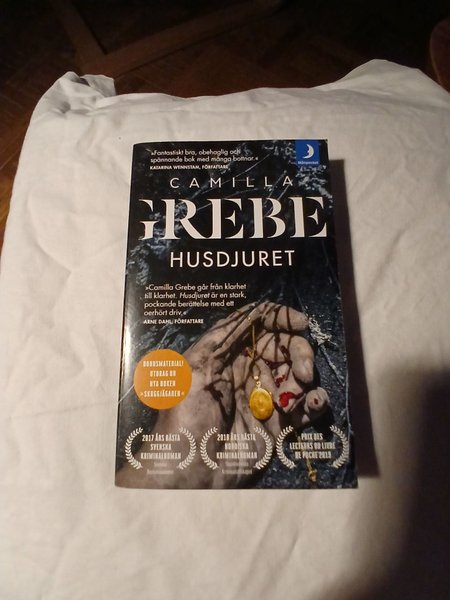 »Fantastiskt bra, obehaglig och
spännande bok med många bottnar.«
KATARINA WENNSTAM, FÖRFATTARE
Månpocket
CAMILLA
GREBE
HUSDJURET
»Camilla Grebe går från klarhet
till klarhet. Husdjuret är en stark,
pockande berättelse med ett
oerhört driv.«
ARNE DAHL, FÖRFATTARE
BONUSMATERIAL!
UTDRAG UR
NYA BOKEN
»SKUGGJÄGAREN«
2017 ÅRS BÄSTA
SVENSKA
KRIMINALROMAN
Svenska
2018 ÅRS BÄSTA
NORDISKA
KRIMINALROMAN
Skandinaviska
Kriminalsällskapet
PRIX DES
LECTEURS DU LIVRE
DE POCHE 2019